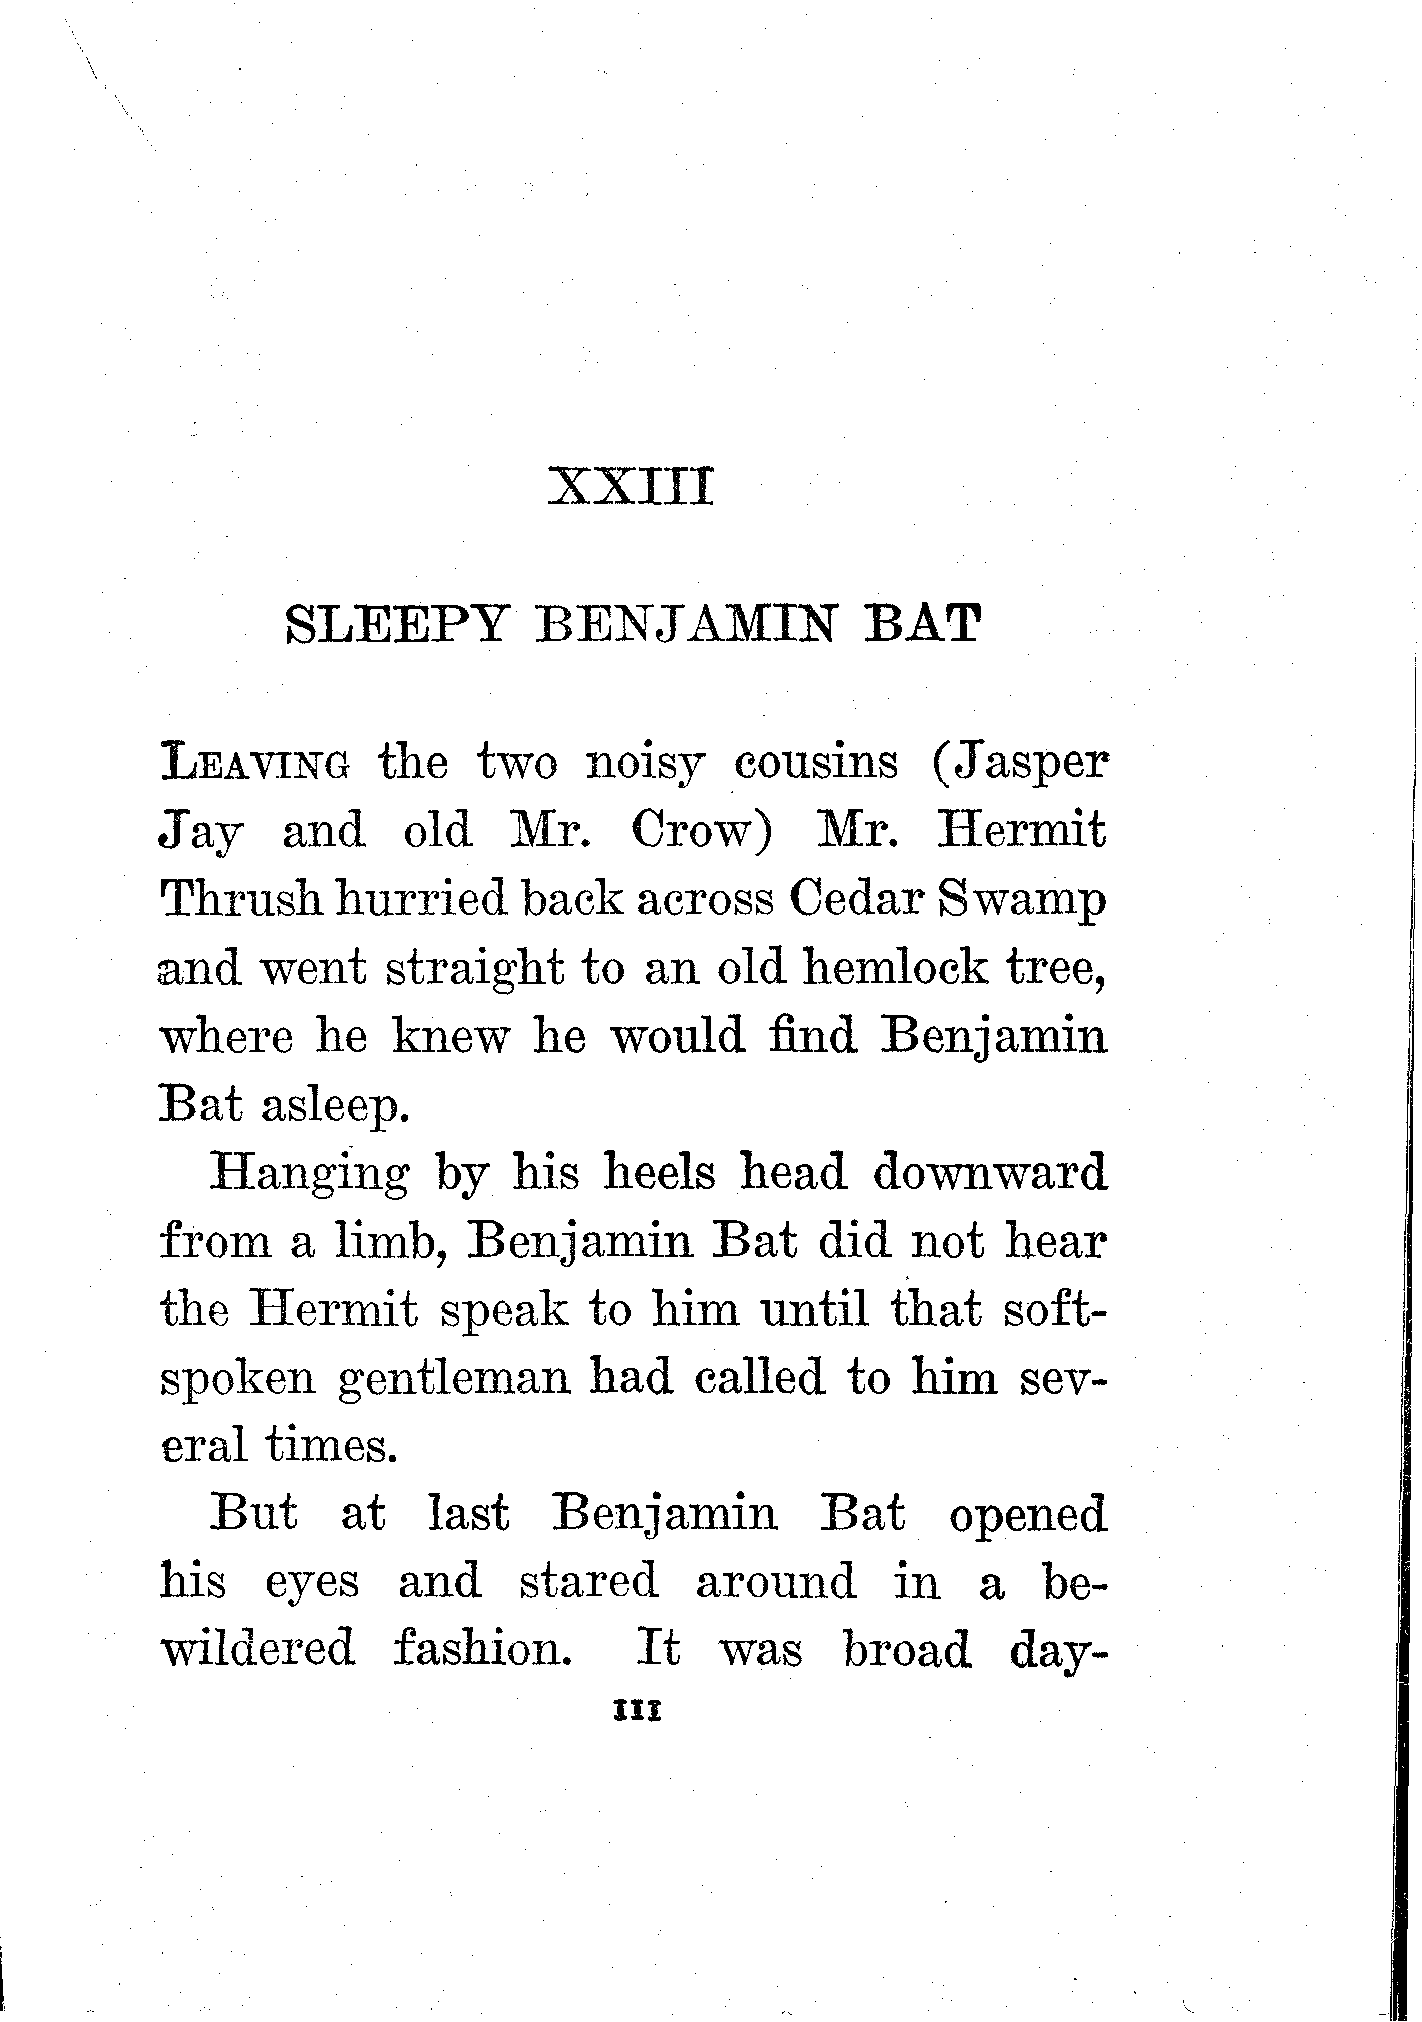 XXIII
SLEEPY BENJAMIN BAT
LEAVING the two noisy cousins (Jasper
Jay and old Mr. Crow) Mr. Hermit
Thrush hurried back across Cedar Swamp
and went straight to an old hemlock tree,
where he knew he would find Benjamin
Bat asleep.
Hanging by his heels head downward
from a limb, Benjamin Bat did not hear
the Hermit speak to him until that soft-
spoken gentleman had called to him sev-
eral times.
But at last Benjamin Bat opened
his eyes and stared around in a be-
wildered fashion. It was broad day-
111